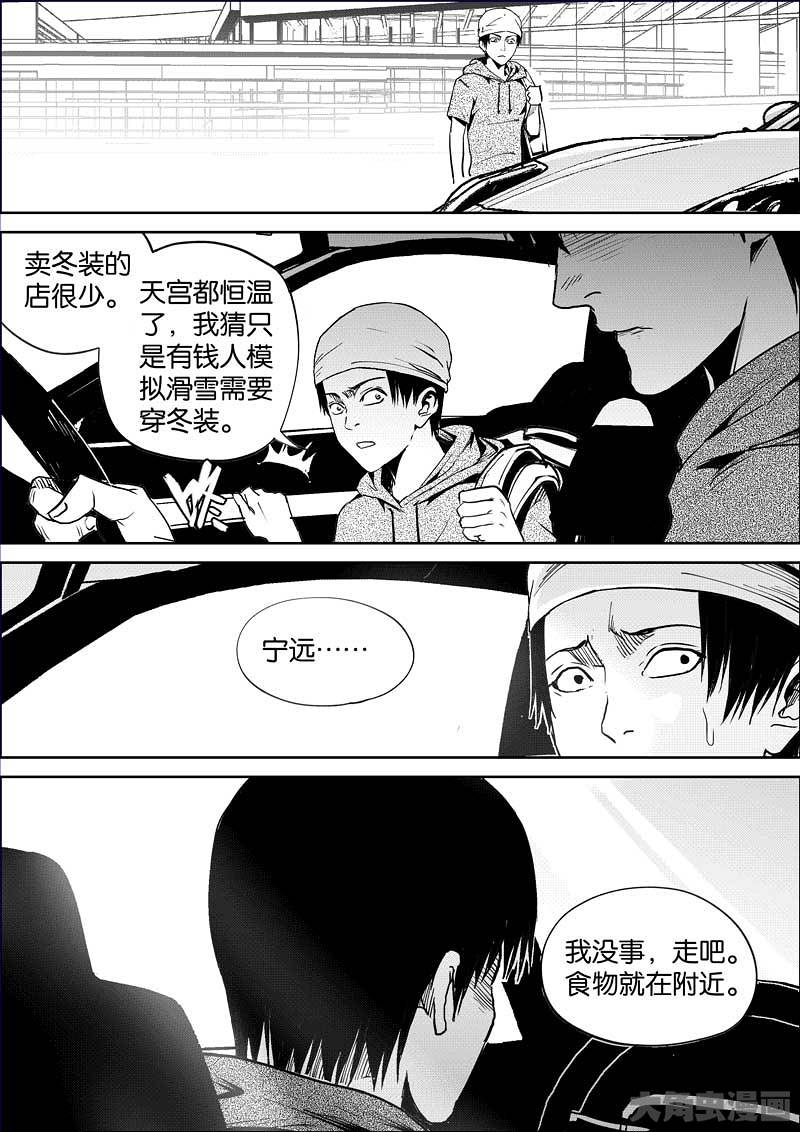 卖冬装的
店很少。
天宫都恒温
了，我猜只
是有钱人模
拟滑雪需要
穿冬装。
宁远……
我没事，走吧。
食物就在附近。
大角虫漫画